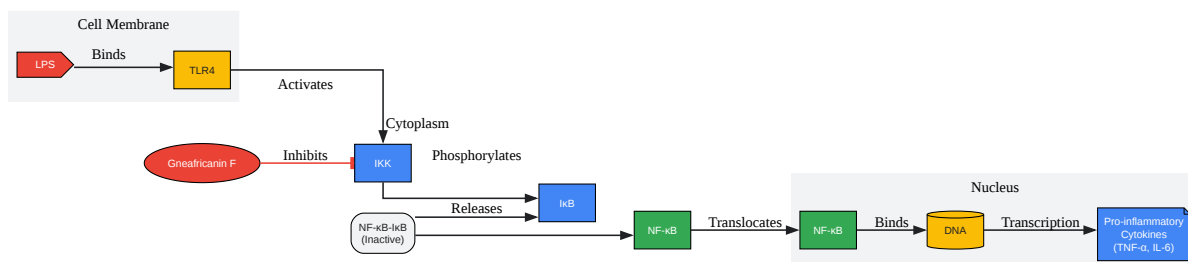 Cell Membrane
LPS
Binds
TLR4
Activates
Cytoplasm
Gneafricanin F
Inhibits
IKK
Phosphorylates
IκB
Releases
NF-κB-IκB
(Inactive)
NF-κB
Translocates
Nucleus
NF-κB
Binds
DNA
Transcription
Pro-inflammatory
Cytokines
(TNF-α, IL-6)